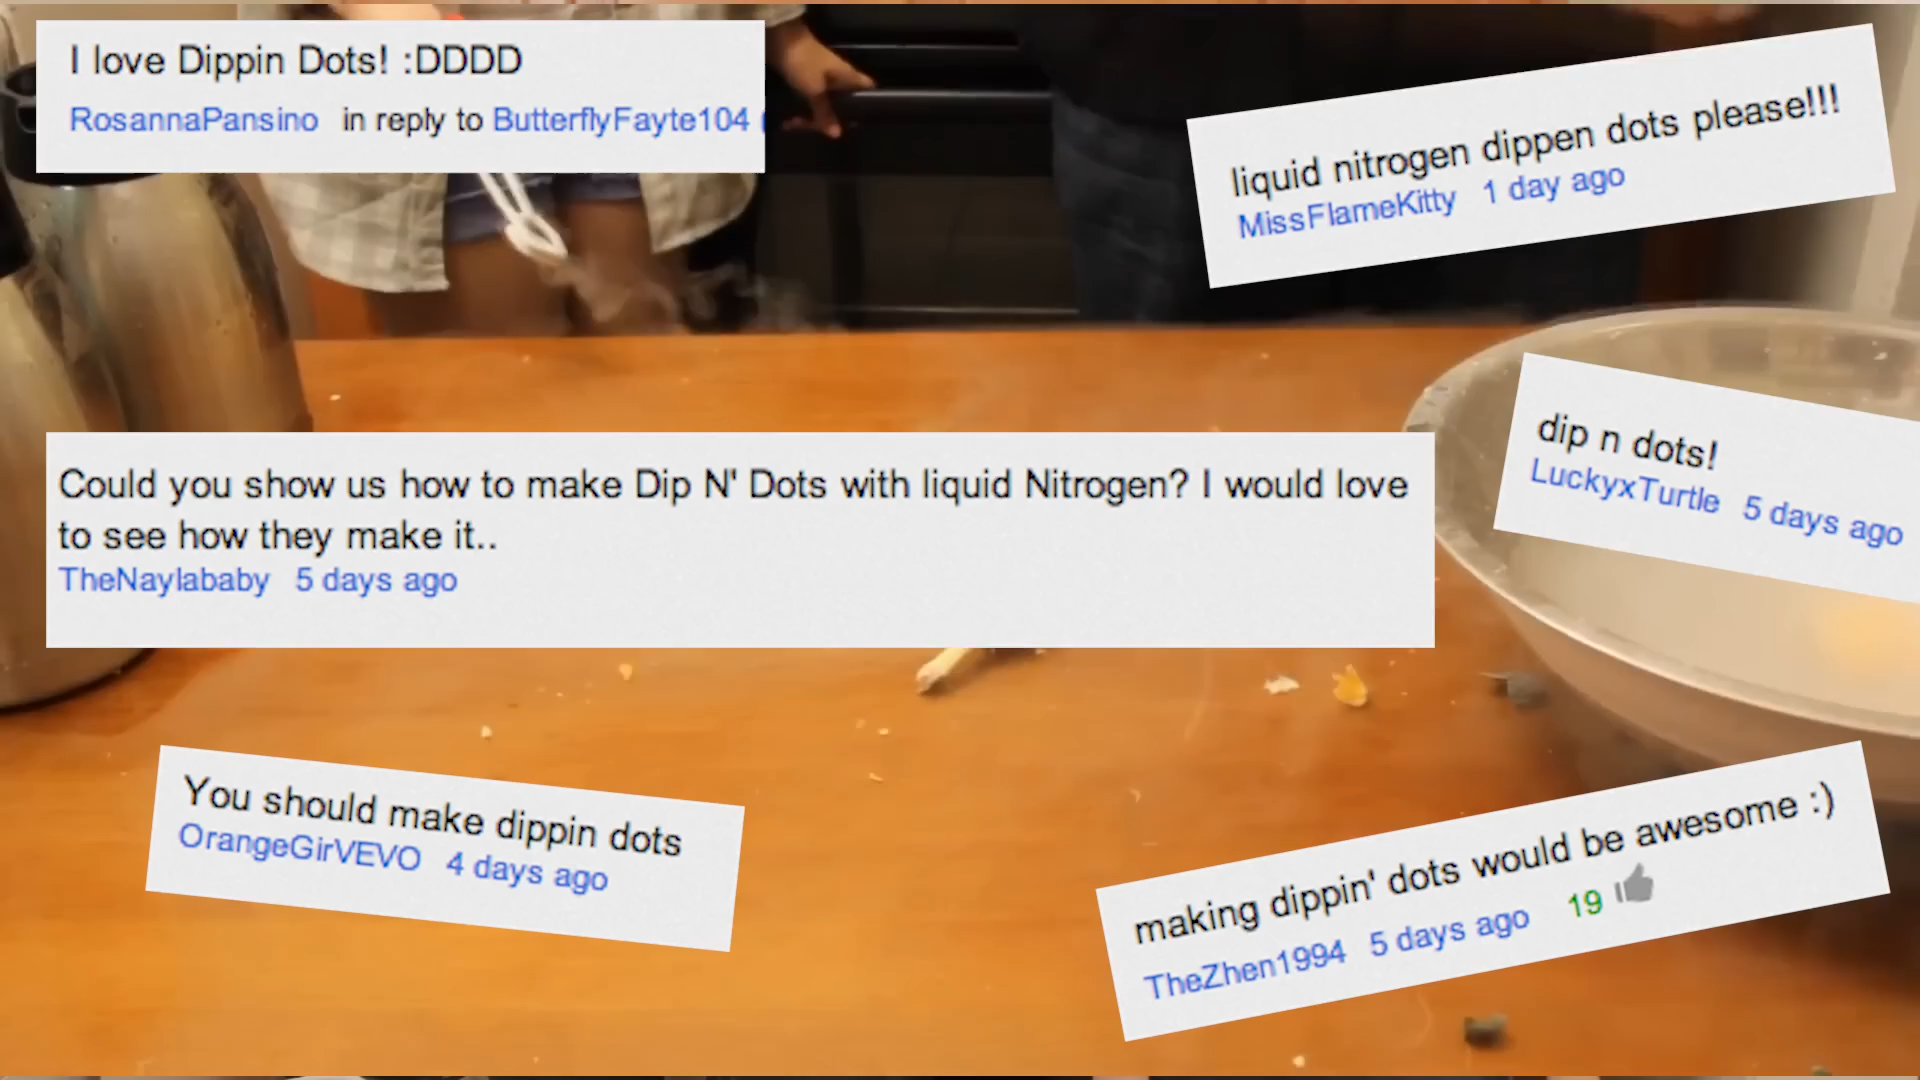 I love Dippin Dots! :DDDD
RosannaPansino in reply to ButterflyFayte104
liquid nitrogen dippen dots please!!!
MissFlameKitty 1 day ago
dip n dots!
LuckyxTurtle 5 days ago
Could you show us how to make Dip N' Dots with liquid Nitrogen? I would love
to see how they make it..
TheNaylababy 5 days ago
You should make dippin dots
OrangeGirVEVO 4 days ago
making dippin' dots would be awesome :)
TheZhen1994 5 days ago 19